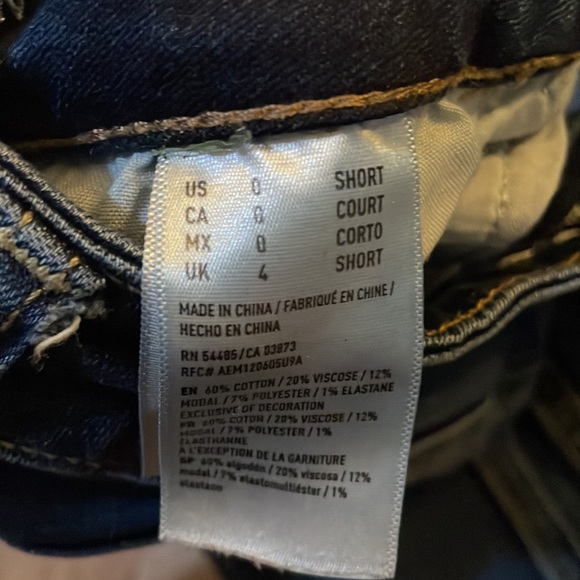 US 0 SHORT
CA 0 COURT
MX 0 CORTO
UK 4 SHORT
MADE IN CHINA / FABRIQUÉ EN CHINE /
HECHO EN CHINA
RN 54485/CA 03873
RFC# AEM120605U9A
EN 60% COTTON / 20% VISCOSE / 12%
MODAL / 7% POLYESTER / 1% ELASTANE
EXCLUSIVE OF DECORATION
FR 60% COTON / 20% VISCOSE / 12%
MODAL / 7% POLYESTER / 1%
ÉLASTHANNE
À L'EXCEPTION DE LA GARNITURE
SP 60% algodón / 20% viscosa / 12%
modal / 7% elastomultiéster / 1%
elastano